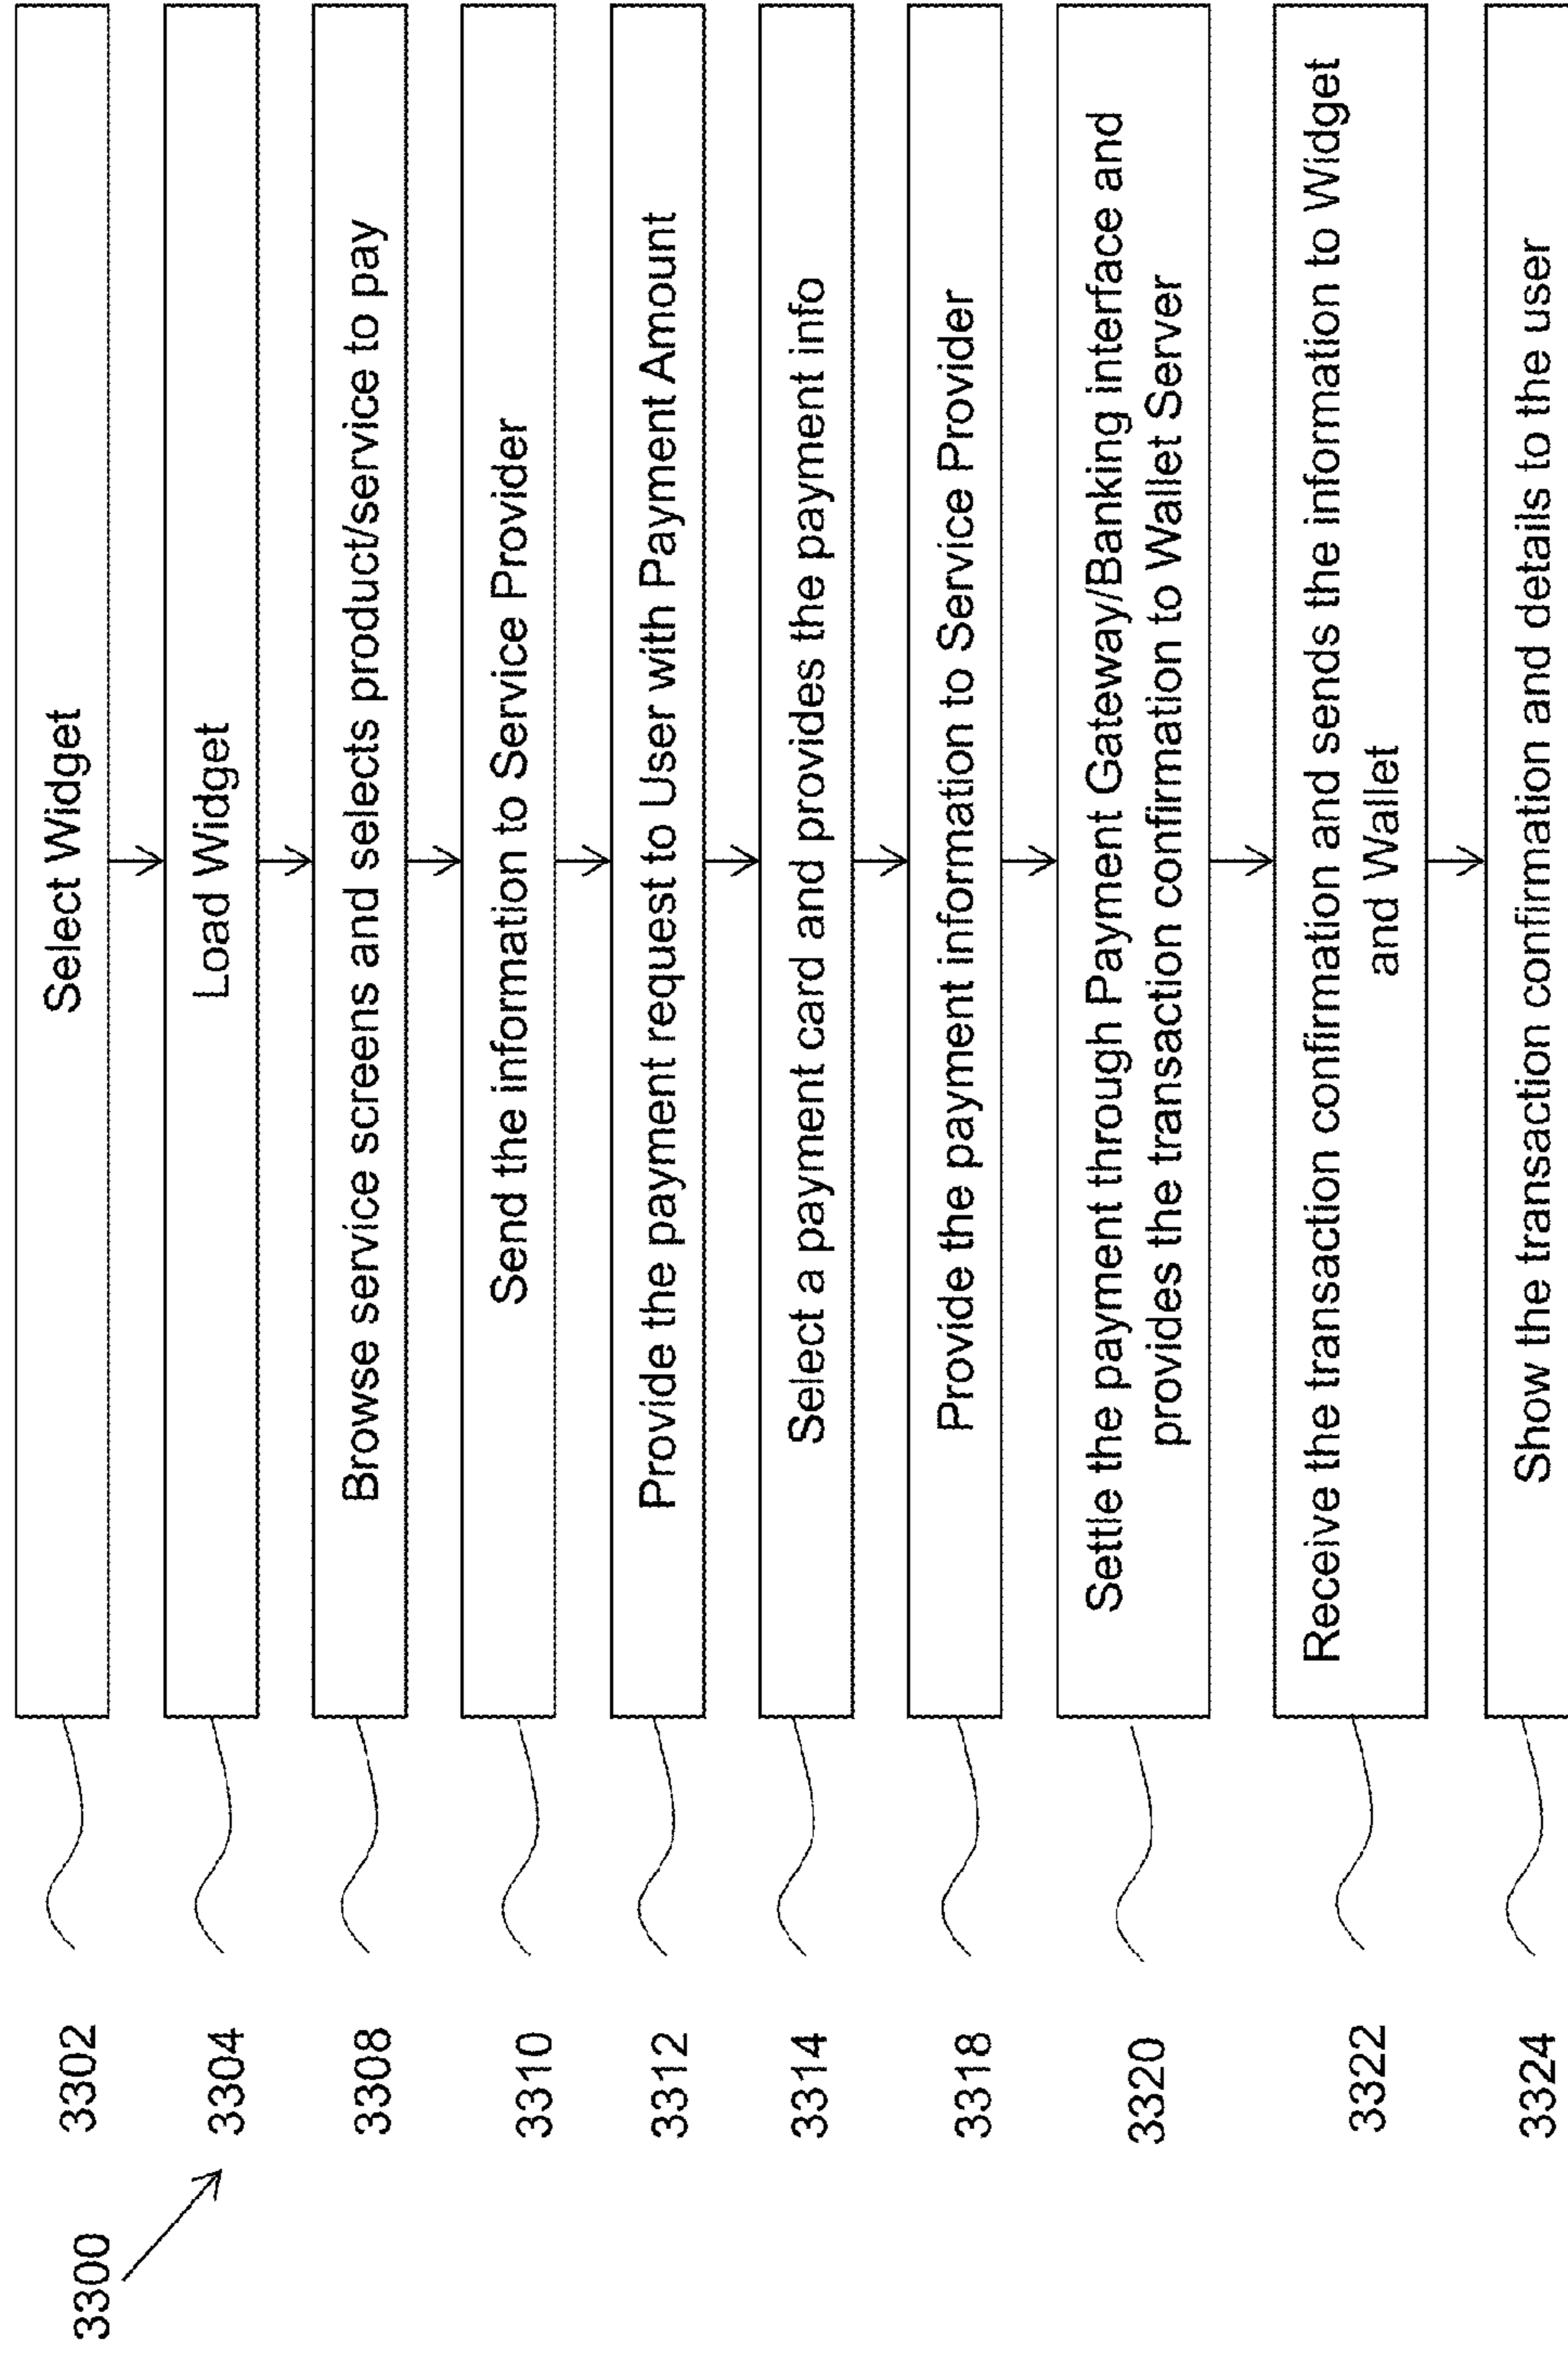 3300
3302
Select Widget
3304
Load Widget
3308
Browse service screens and selects product/service to pay
3310
Send the information to Service Provider
3312
Provide the payment request to User with Payment Amount
3314
Select a payment card and provides the payment info
3318
Provide the payment information to Service Provider
3320
Settle the payment through Payment Gateway/Banking interface and
provides the transaction confirmation to Wallet Server
3322
Receive the transaction confirmation and sends the information to Widget
and Wallet
3324
Show the transaction confirmation and details to the user